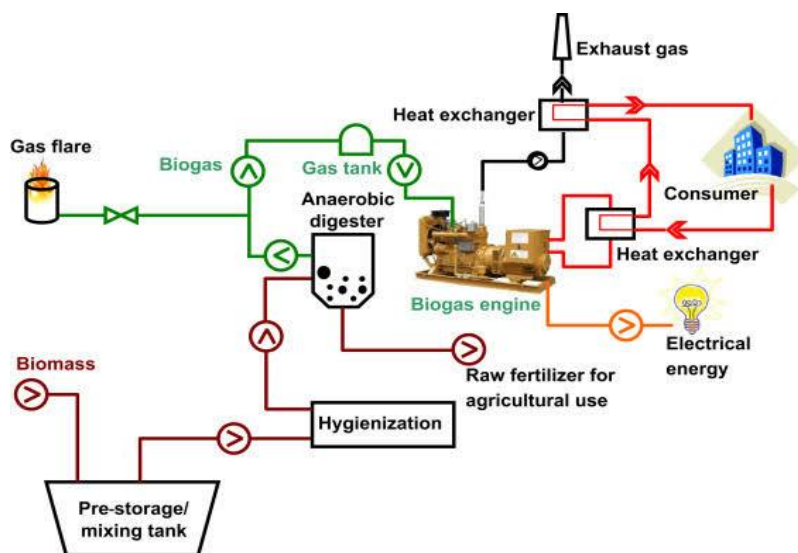 Exhaust gas
Heat exchanger
Gas flare
Biogas
Gas tank
Anaerobic
digester
Consumer
Heat exchanger
Biogas engine
Electrical
energy
Biomass
Raw fertilizer for
agricultural use
Hygienization
Pre-storage/
mixing tank